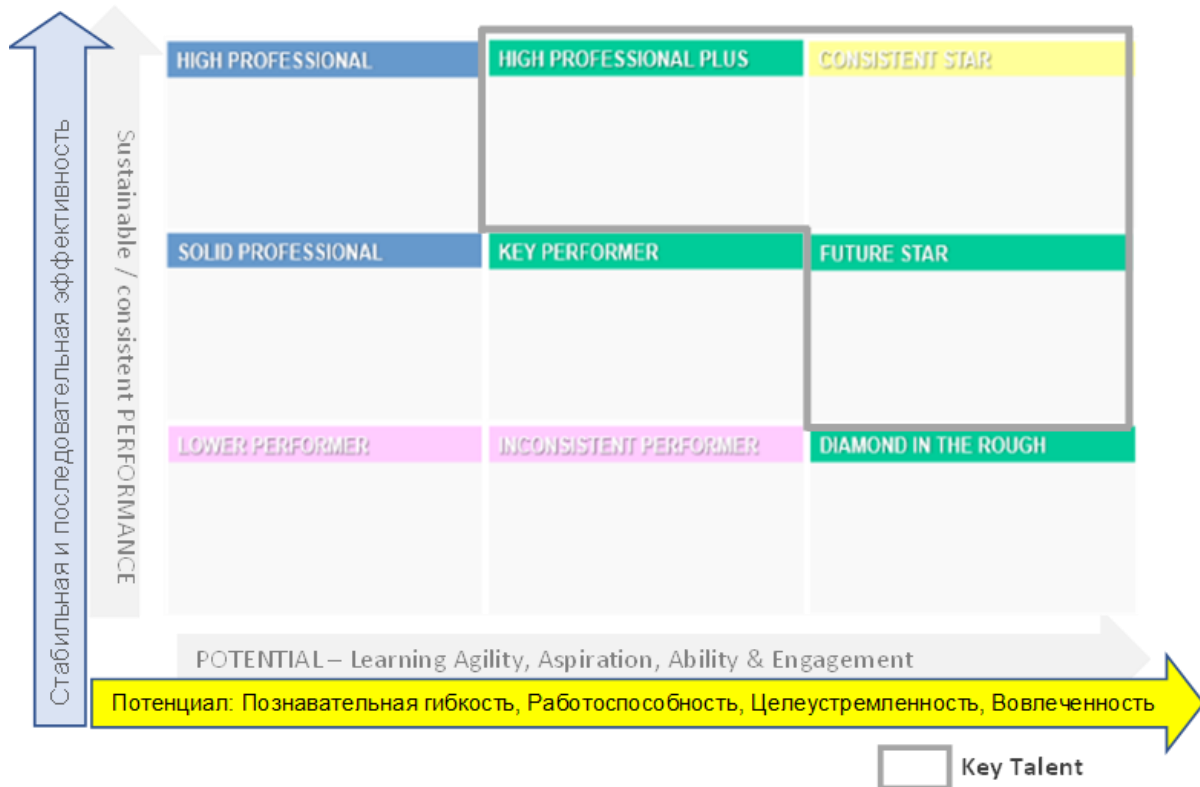 Стабильная и последовательная эффективность
Sustainable / consistent PERFORMANCE
HIGH PROFESSIONAL
HIGH PROFESSIONAL PLUS
CONSISTENT STAR
SOLID PROFESSIONAL
KEY PERFORMER
FUTURE STAR
LOWER PERFORMER
INCONSISTENT PERFORMER
DIAMOND IN THE ROUGH
POTENTIAL – Learning Agility, Aspiration, Ability & Engagement
Потенциал: Познавательная гибкость, Работоспособность, Целеустремленность, Вовлеченность
Key Talent